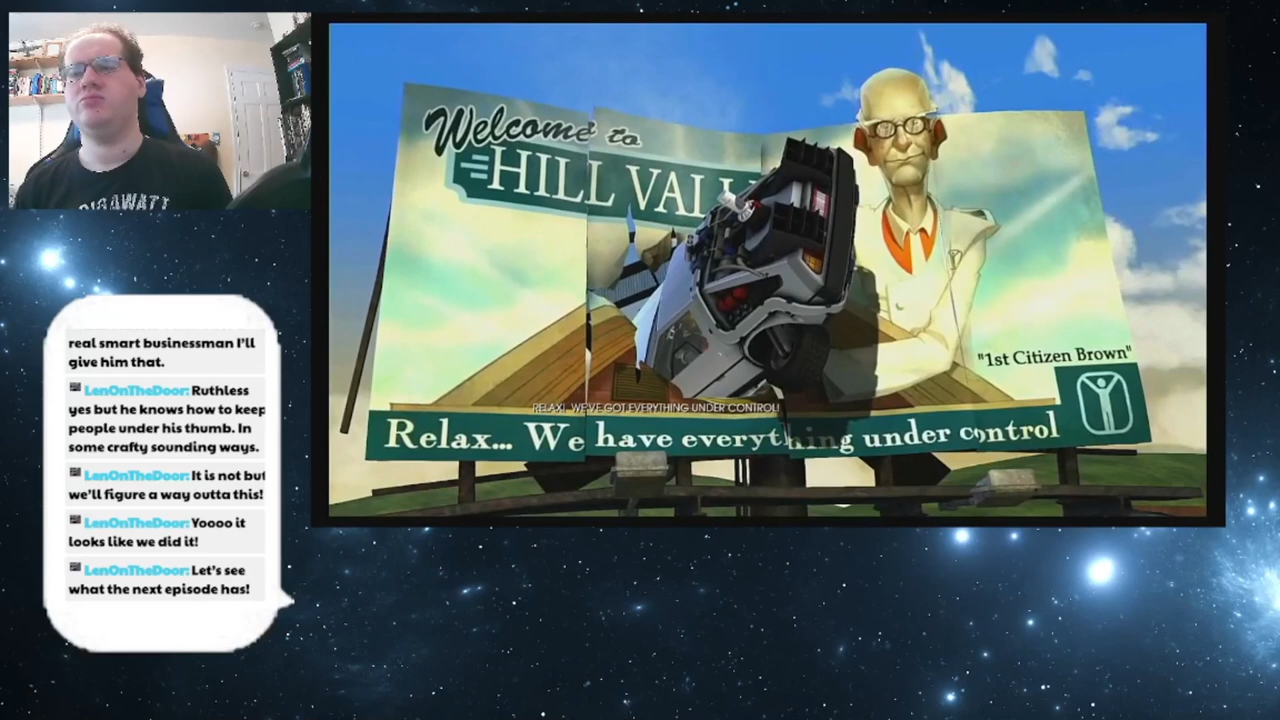 Welcome to
HILL VALL
"1st Citizen Brown"
RELAX! WE'VE GOT EVERYTHING UNDER CONTROL!
Relax... We have everything under control
real smart businessman I'll
give him that.
LenOnTheDoor: Ruthless
yes but he knows how to keep
people under his thumb. In
some crafty sounding ways.
LenOnTheDoor: It is not but
we'll figure a way outta this!
LenOnTheDoor: Yoooo it
looks like we did it!
LenOnTheDoor: Let's see
what the next episode has!